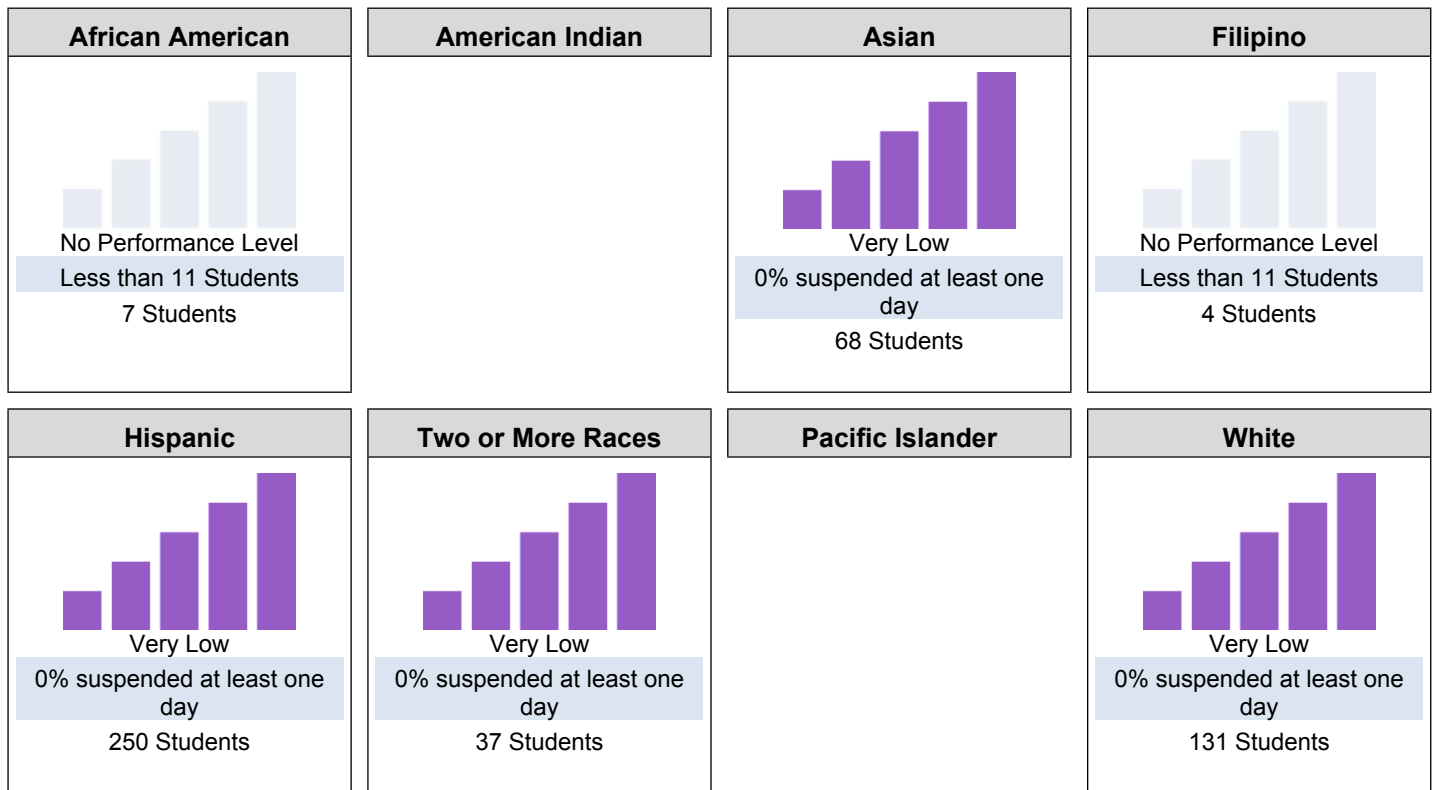 African American
American Indian
Asian
Filipino
No Performance Level
Less than 11 Students
7 Students
Very Low
0% suspended at least one
day
68 Students
No Performance Level
Less than 11 Students
4 Students
Hispanic
Two or More Races
Pacific Islander
White
Very Low
0% suspended at least one
day
250 Students
Very Low
0% suspended at least one
day
37 Students
Very Low
0% suspended at least one
day
131 Students